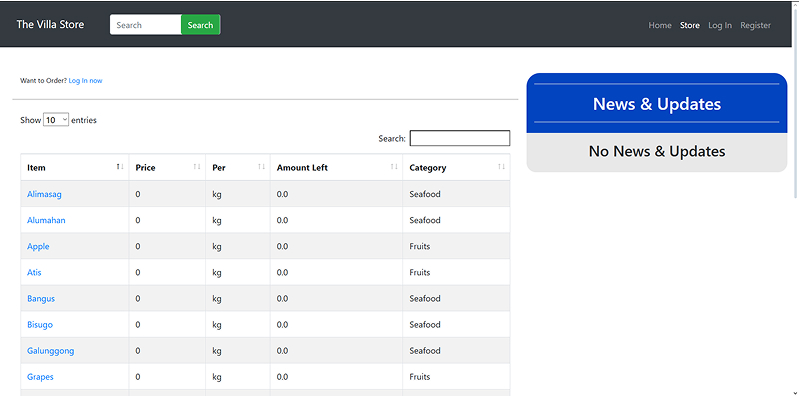 The Villa Store Search Search Home Store Log In Register
Want to Order? Log In now
News & Updates
No News & Updates
Show 10 entries
Search:
Item Price Per Amount Left Category
Alimasag 0 kg 0.0 Seafood
Alumahan 0 kg 0.0 Seafood
Apple 0 kg 0.0 Fruits
Atis 0 kg 0.0 Fruits
Bangus 0 kg 0.0 Seafood
Bisugo 0 kg 0.0 Seafood
Galunggong 0 kg 0.0 Seafood
Grapes 0 kg 0.0 Fruits